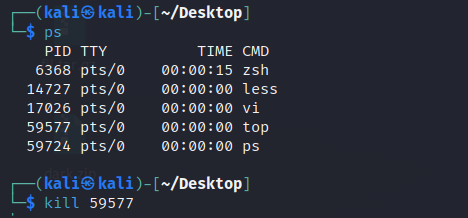 ┌──(kali㉿kali)-[~/Desktop]
└─$ ps
    PID TTY          TIME CMD
   6368 pts/0    00:00:15 zsh
  14727 pts/0    00:00:00 less
  17026 pts/0    00:00:00 vi
  59577 pts/0    00:00:00 top
  59724 pts/0    00:00:00 ps
┌──(kali㉿kali)-[~/Desktop]
└─$ kill 59577